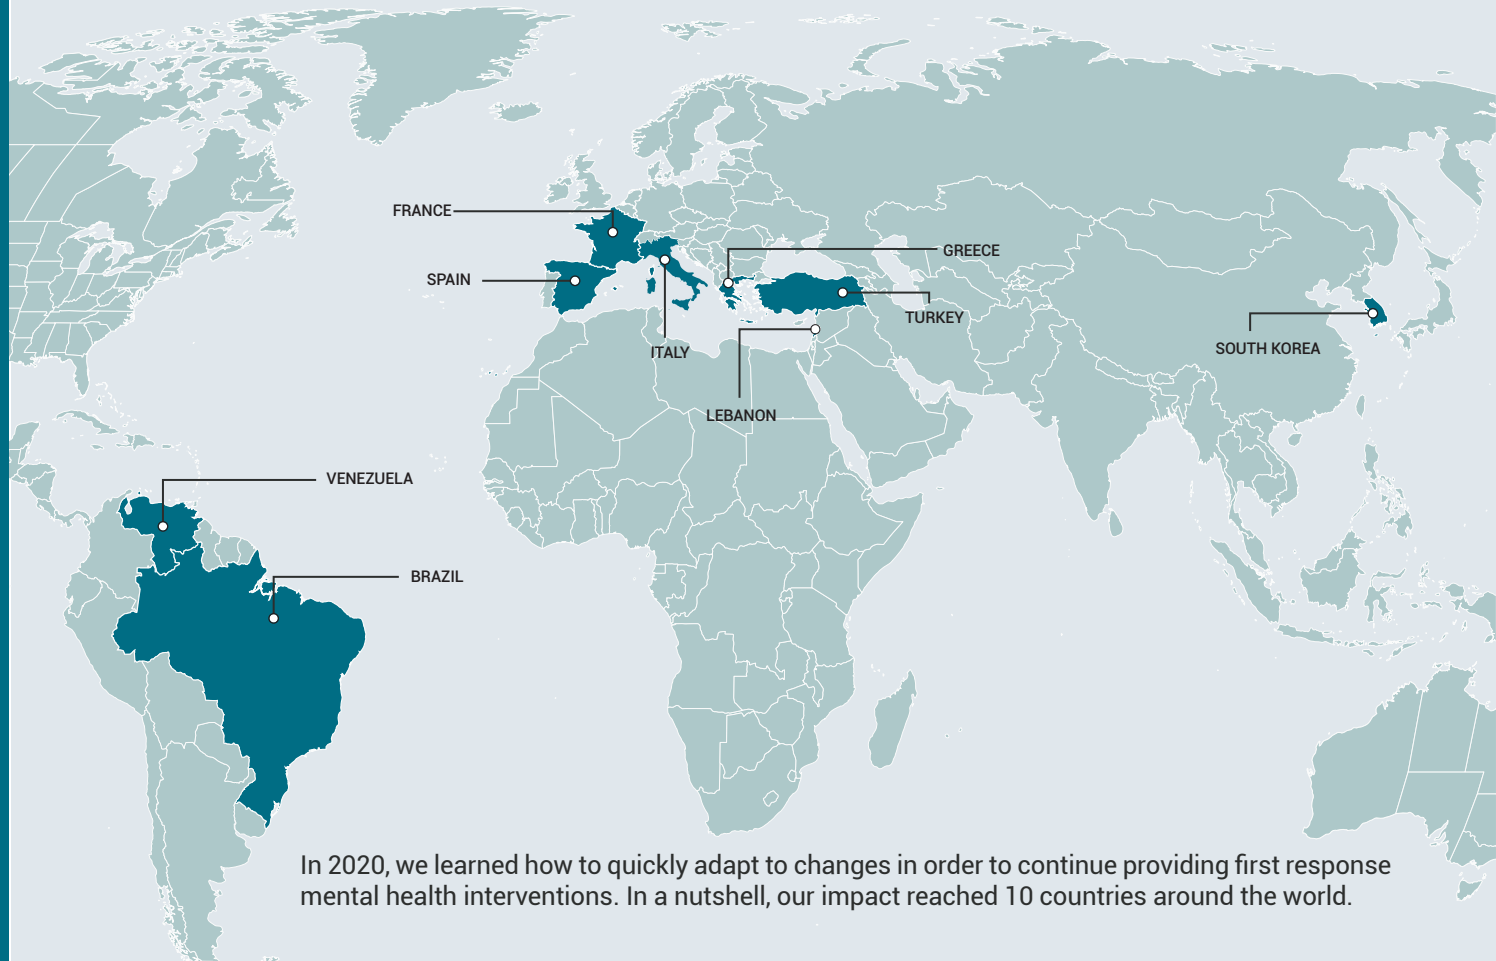 FRANCE
GREECE
SPAIN
TURKEY
SOUTH KOREA
ITALY
LEBANON
VENEZUELA
BRAZIL
In 2020, we learned how to quickly adapt to changes in order to continue providing first response
mental health interventions. In a nutshell, our impact reached 10 countries around the world.